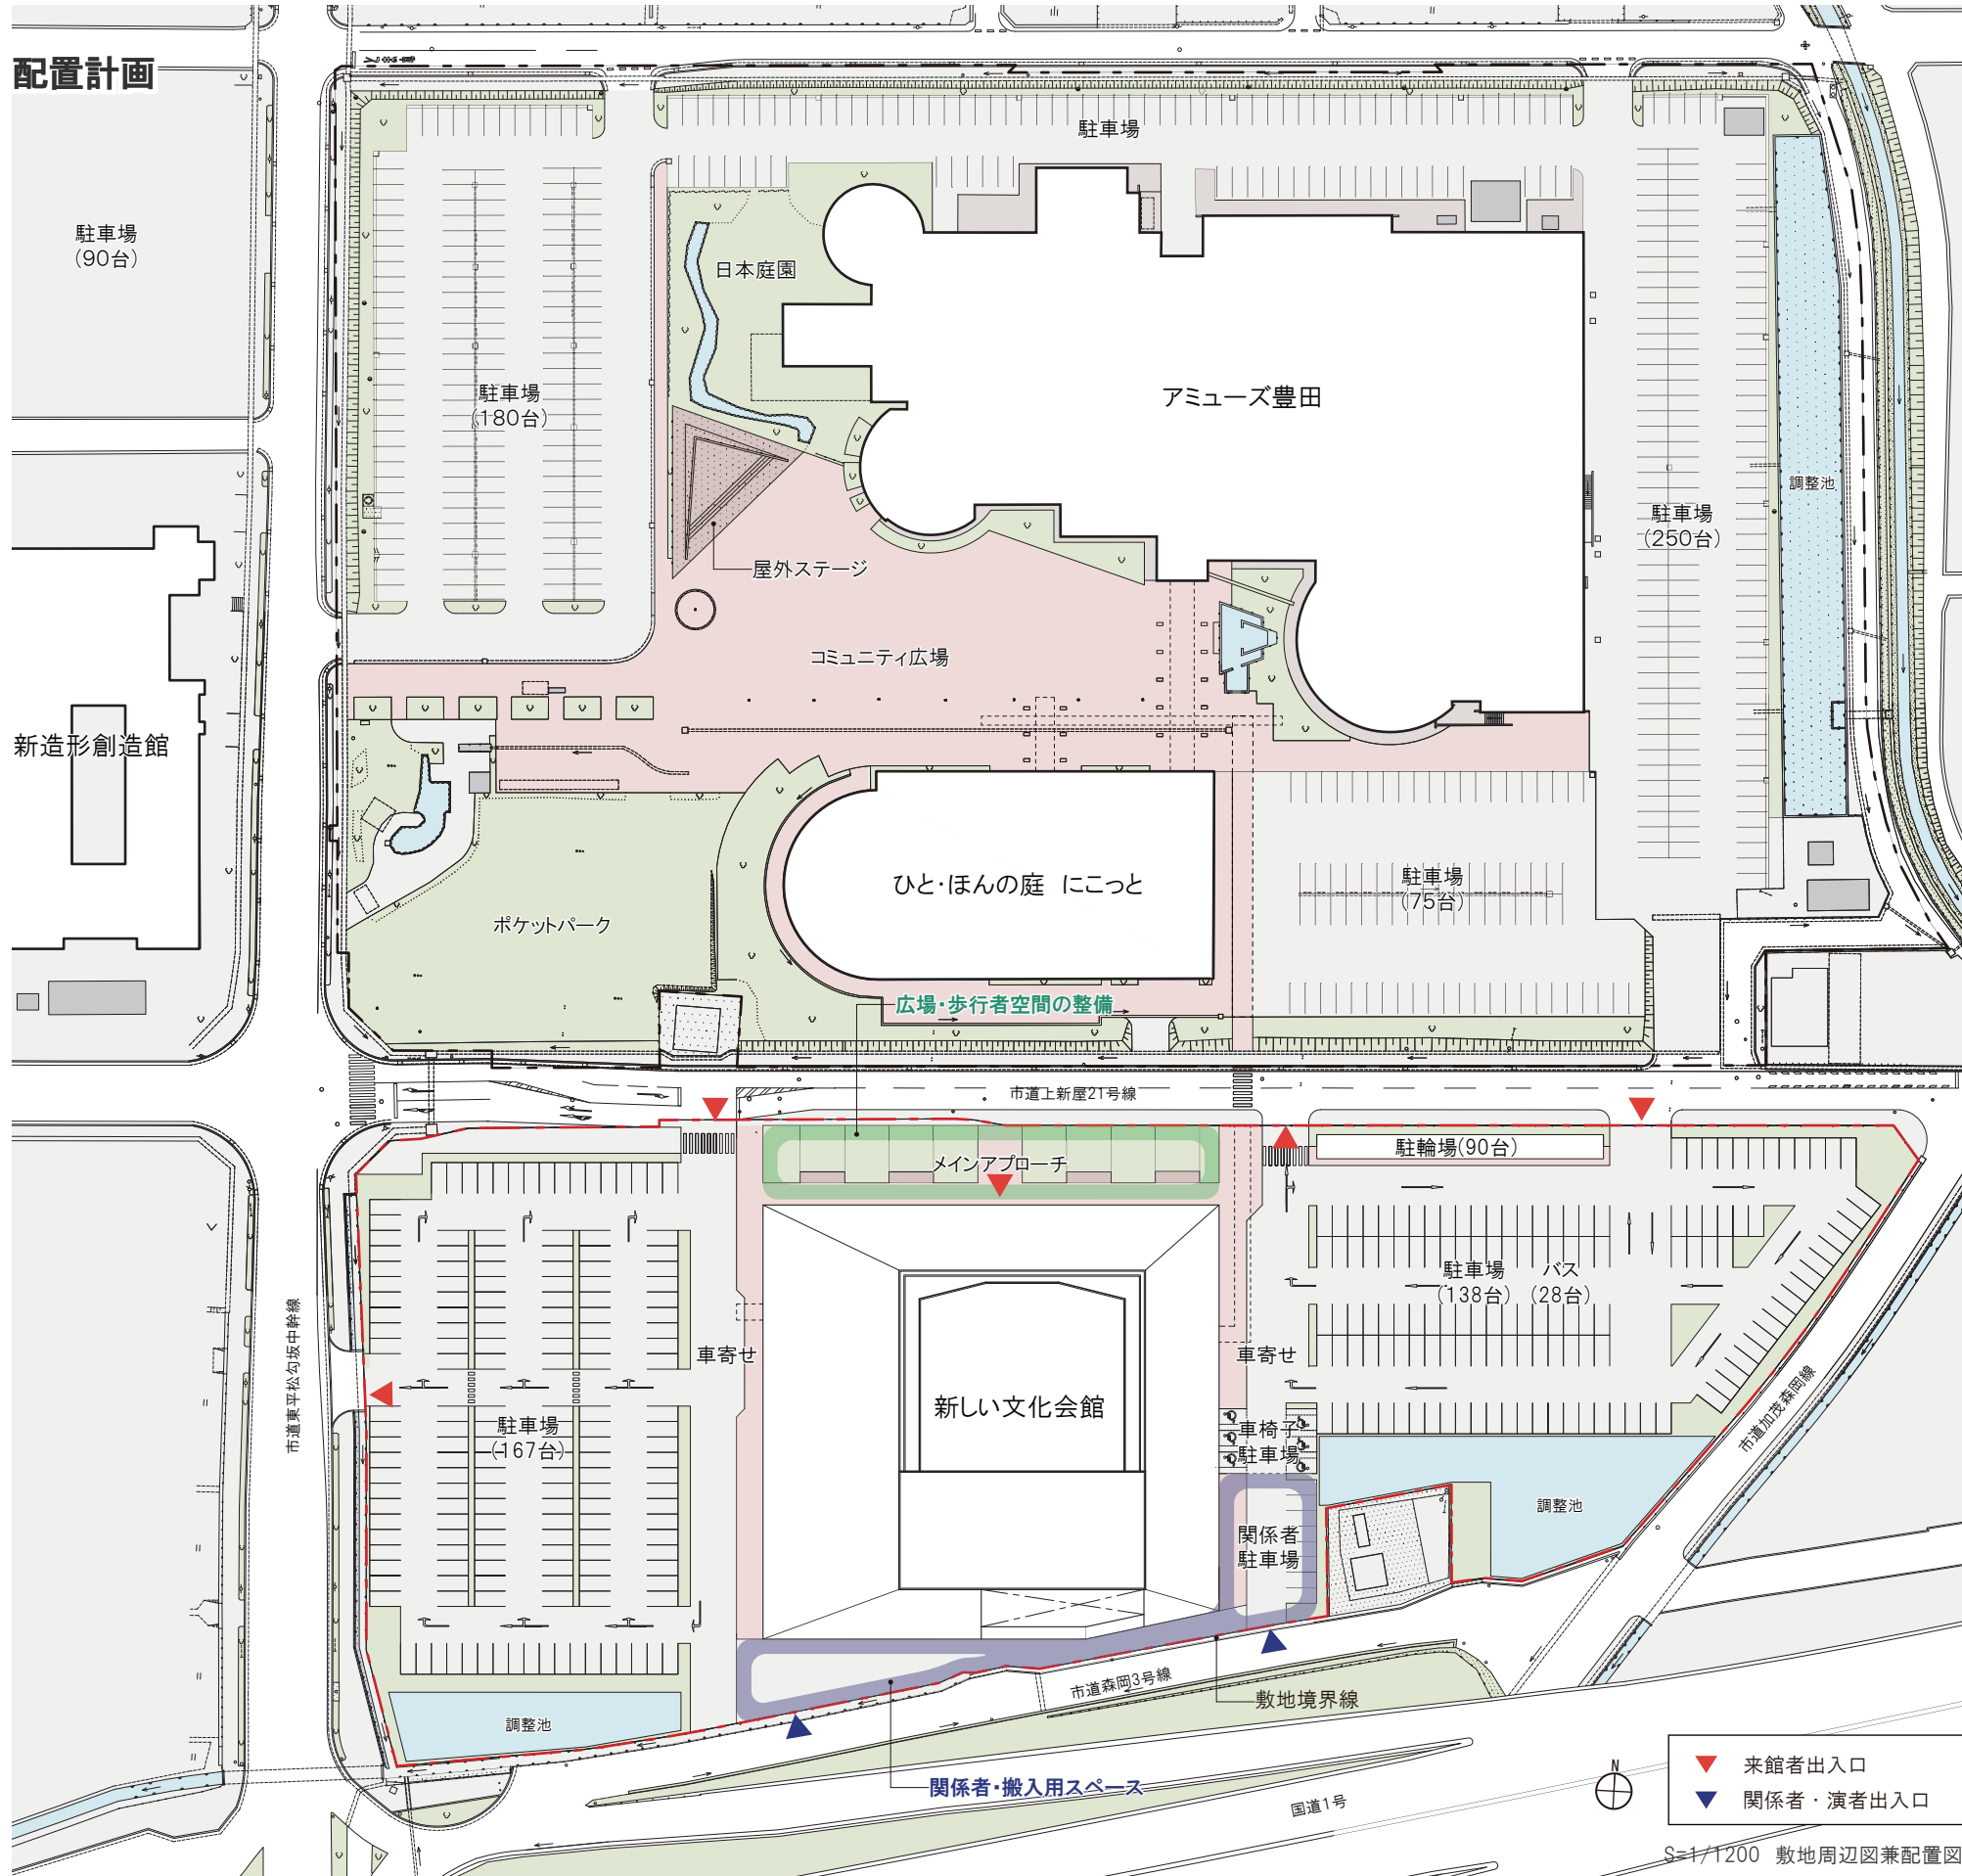 配置計画
駐車場
駐車場
(90台)
日本庭園
駐車場
(180台)
アミューズ豊田
調整池
駐車場
(250台)
屋外ステージ
コミュニティ広場
新造形創造館
ひと・ほんの庭 にこっと
駐車場
(75台)
ポケットパーク
広場・歩行者空間の整備
市道上新屋21号線
メインアプローチ
駐輪場(90台)
駐車場
(138台)
バス
(28台)
市道東平松勾坂中幹線
車寄せ
車寄せ
新しい文化会館
駐車場
(167台)
車椅子
駐車場
市道加茂森岡線
調整池
関係者
駐車場
市道森岡3号線
敷地境界線
調整池
関係者・搬入用スペース
国道1号
N
来館者出入口
関係者・演者出入口
S=1/1200 敷地周辺図兼配置図